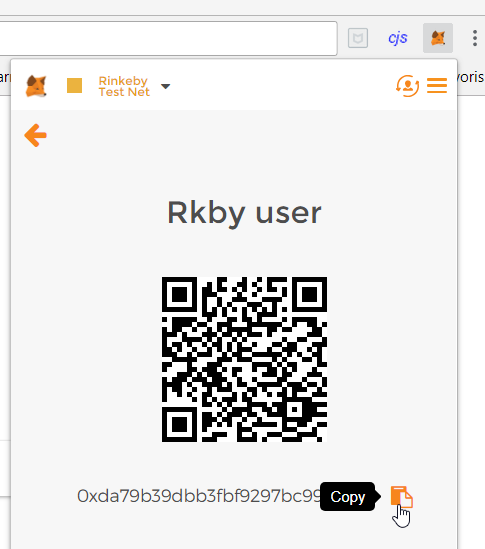 cjs
Rinkeby
Test Net
Rkby user
0xda79b39dbb3fbf9297bc99
Copy